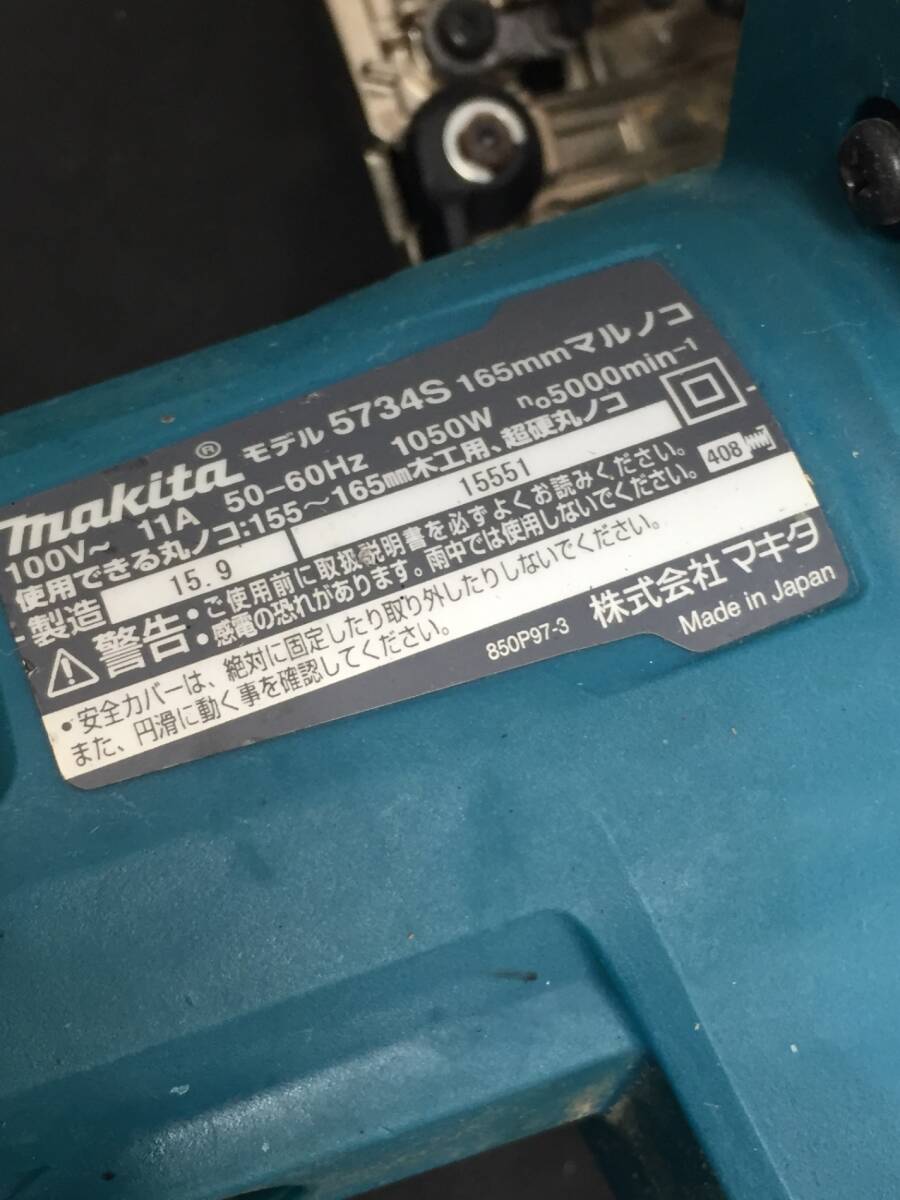 makita® モデル 5734S 165mmマルノコ
100V～ 11A 50-60Hz 1050W n₀5000min⁻¹
使用できる丸ノコ:155～165mm木工用、超硬丸ノコ
製造 15.9 15551
警告 • ご使用前に取扱説明書を必ずよくお読みください。
• 感電の恐れがあります。雨中では使用しないでください。
408
• 安全カバーは、絶対に固定したり取り外したりしないでください。
また、円滑に動く事を確認してください。
850P97-3
株式会社 マキタ
Made in Japan